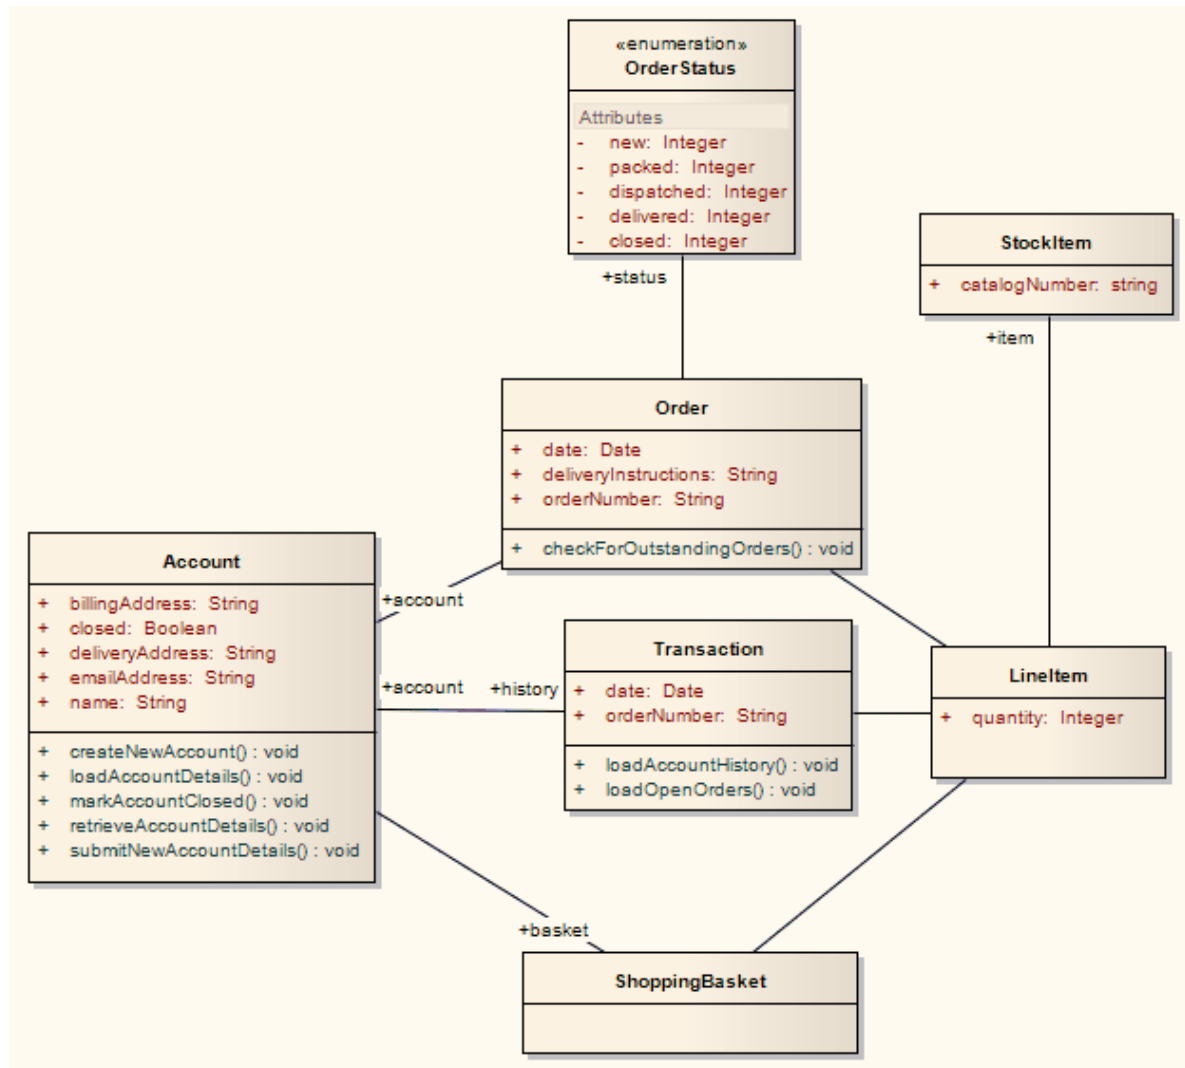 «enumeration»
OrderStatus
Attributes
- new: Integer
- packed: Integer
- dispatched: Integer
- delivered: Integer
- closed: Integer
+status
StockItem
+ catalogNumber: string
+item
Order
+ date: Date
+ deliveryInstructions: String
+ orderNumber: String
+ checkForOutstandingOrders() : void
Account
+ billingAddress: String
+ closed: Boolean
+ deliveryAddress: String
+ emailAddress: String
+ name: String
+ createNewAccount() : void
+ loadAccountDetails() : void
+ markAccountClosed() : void
+ retrieveAccountDetails() : void
+ submitNewAccountDetails() : void
+account
+account
+history
Transaction
+ date: Date
+ orderNumber: String
+ loadAccountHistory() : void
+ loadOpenOrders() : void
LineItem
+ quantity: Integer
+basket
ShoppingBasket